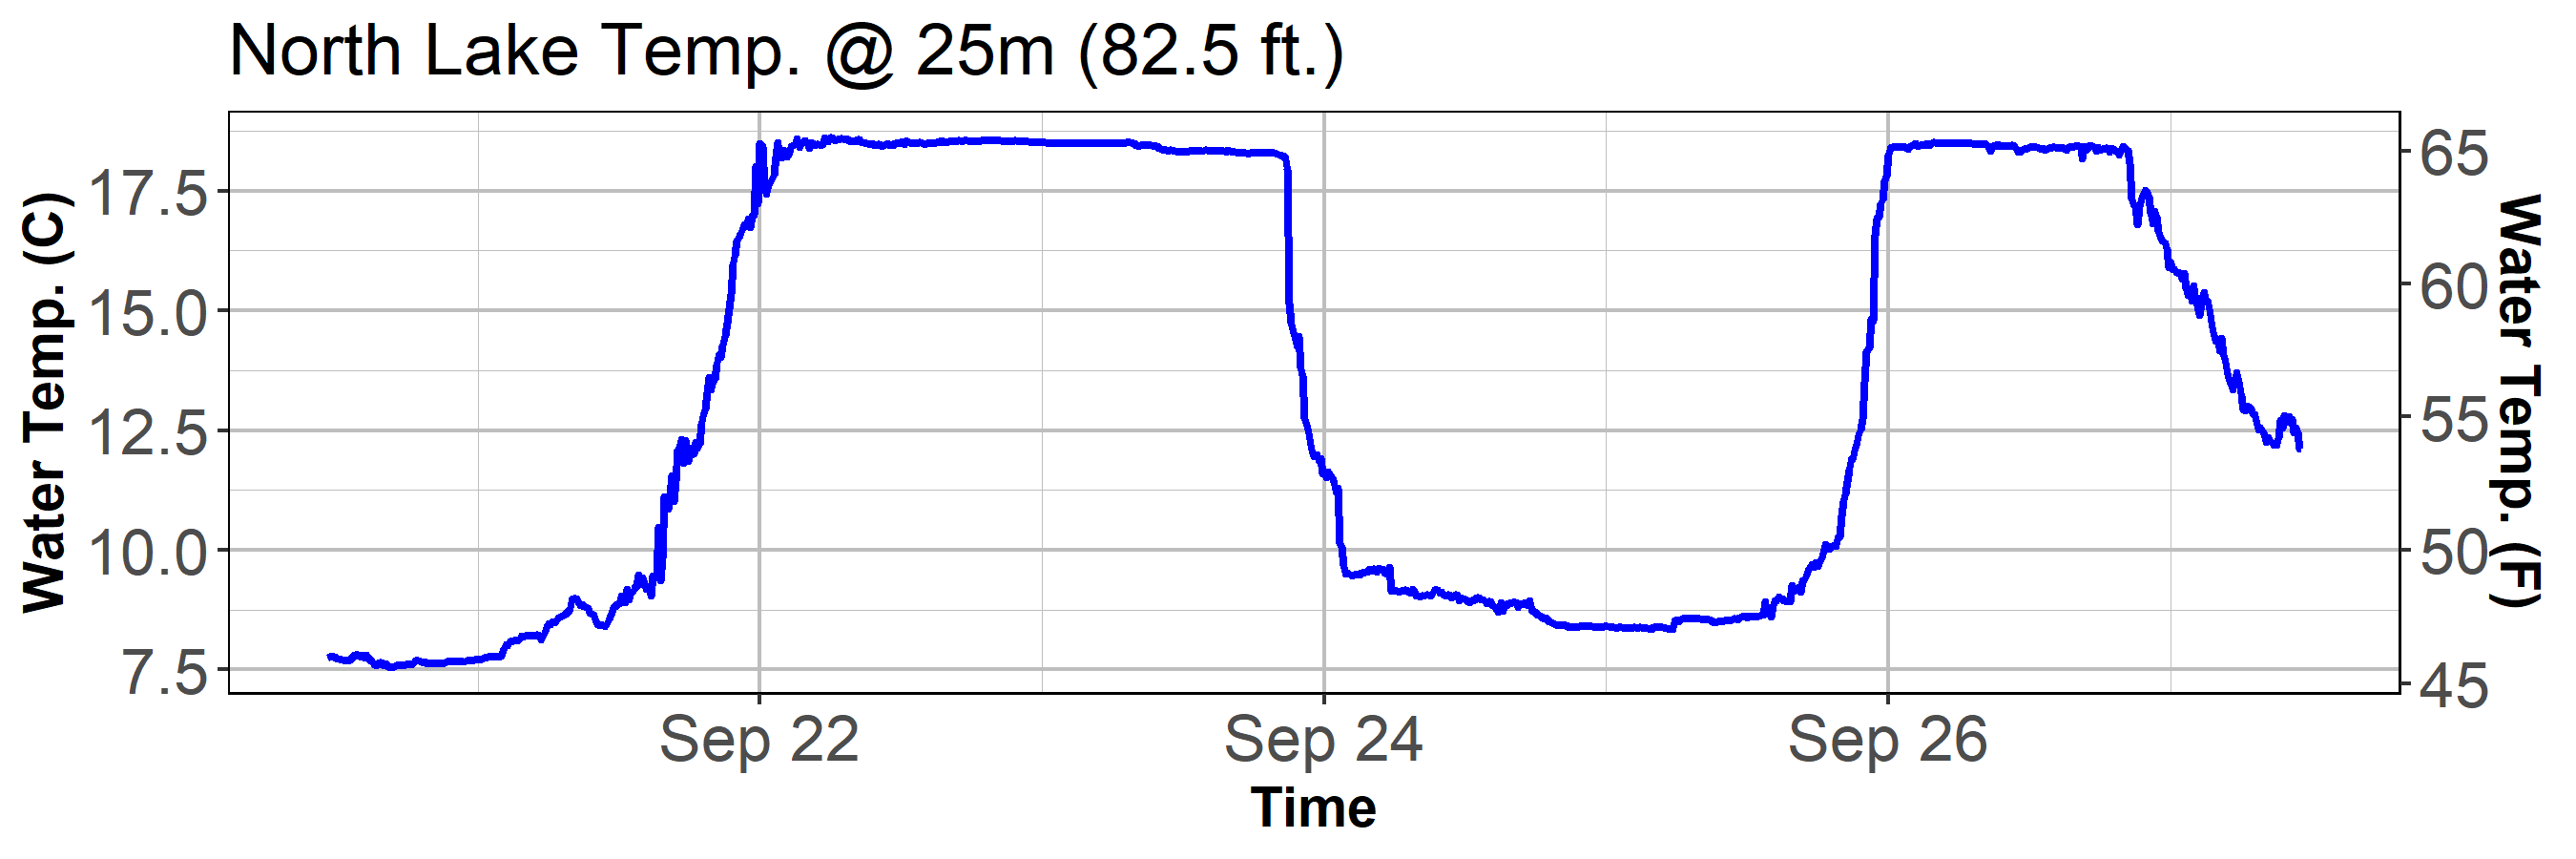 North Lake Temp. @ 25m (82.5 ft.)
Water Temp. (C)
17.5
15.0
12.5
10.0
7.5
65
60
55
50
45
Water Temp. (F)
Sep 22
Sep 24
Sep 26
Time